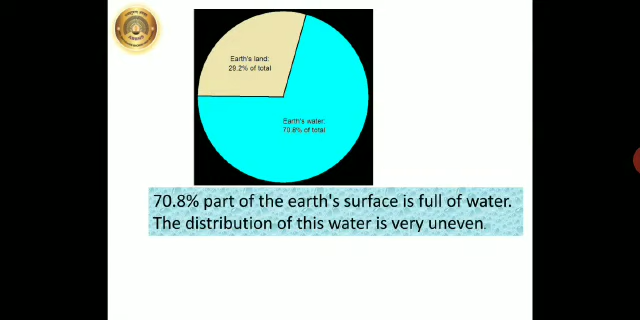 Earth's land:
29.2% of total
Earth's water:
70.8% of total
70.8% part of the earth's surface is full of water.
The distribution of this water is very uneven.